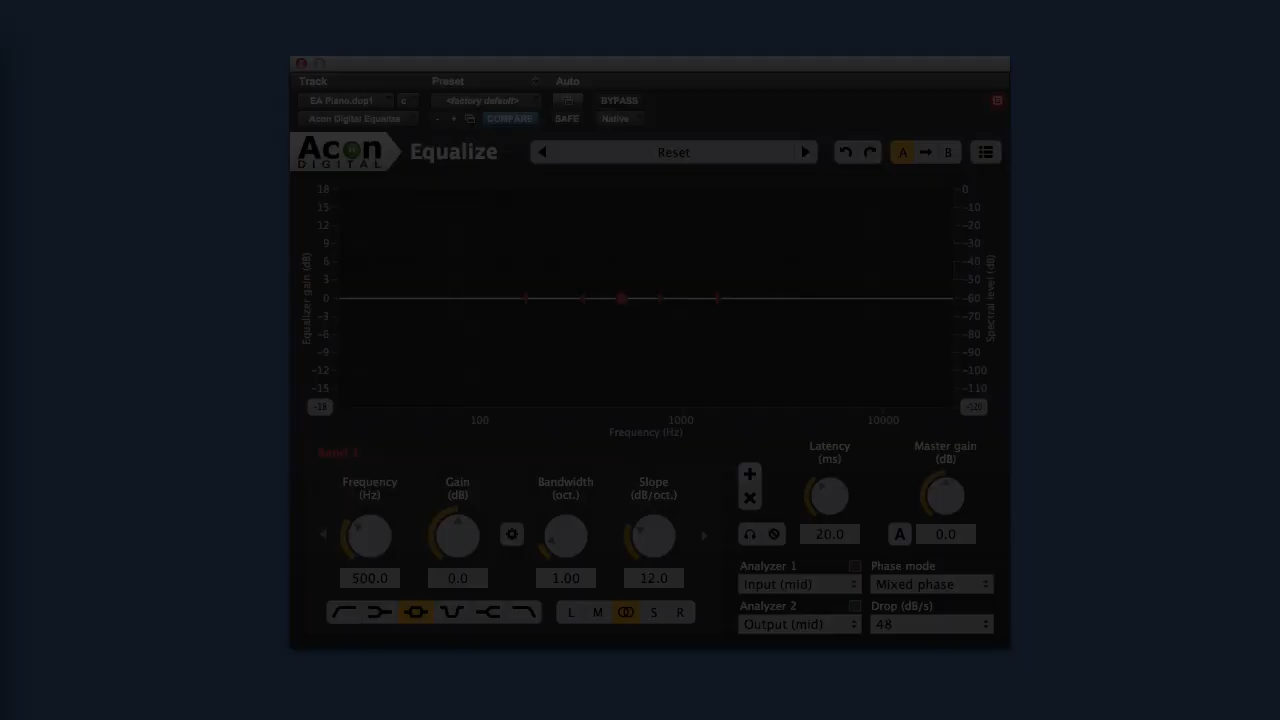 Track
Preset
Auto
EA Piano.dup1
c
<factory default>
BYPASS
Acon Digital Equalize
- +
COMPARE
SAFE
Native
Acon
DIGITAL
Equalize
Reset
A
B
18
15
12
9
6
3
0
-3
-6
-9
-12
-15
-18
Equalizer gain (dB)
0
-10
-20
-30
-40
-50
-60
-70
-80
-90
-100
-110
-120
Spectral level (dB)
100
1000
10000
Frequency (Hz)
Band 1
Frequency
(Hz)
Gain
(dB)
Bandwidth
(oct.)
Slope
(dB/oct.)
500.0
0.0
1.00
12.0
L M S R
Latency
(ms)
Master gain
(dB)
20.0
A
0.0
Analyzer 1
Phase mode
Input (mid)
Mixed phase
Analyzer 2
Drop (dB/s)
Output (mid)
48